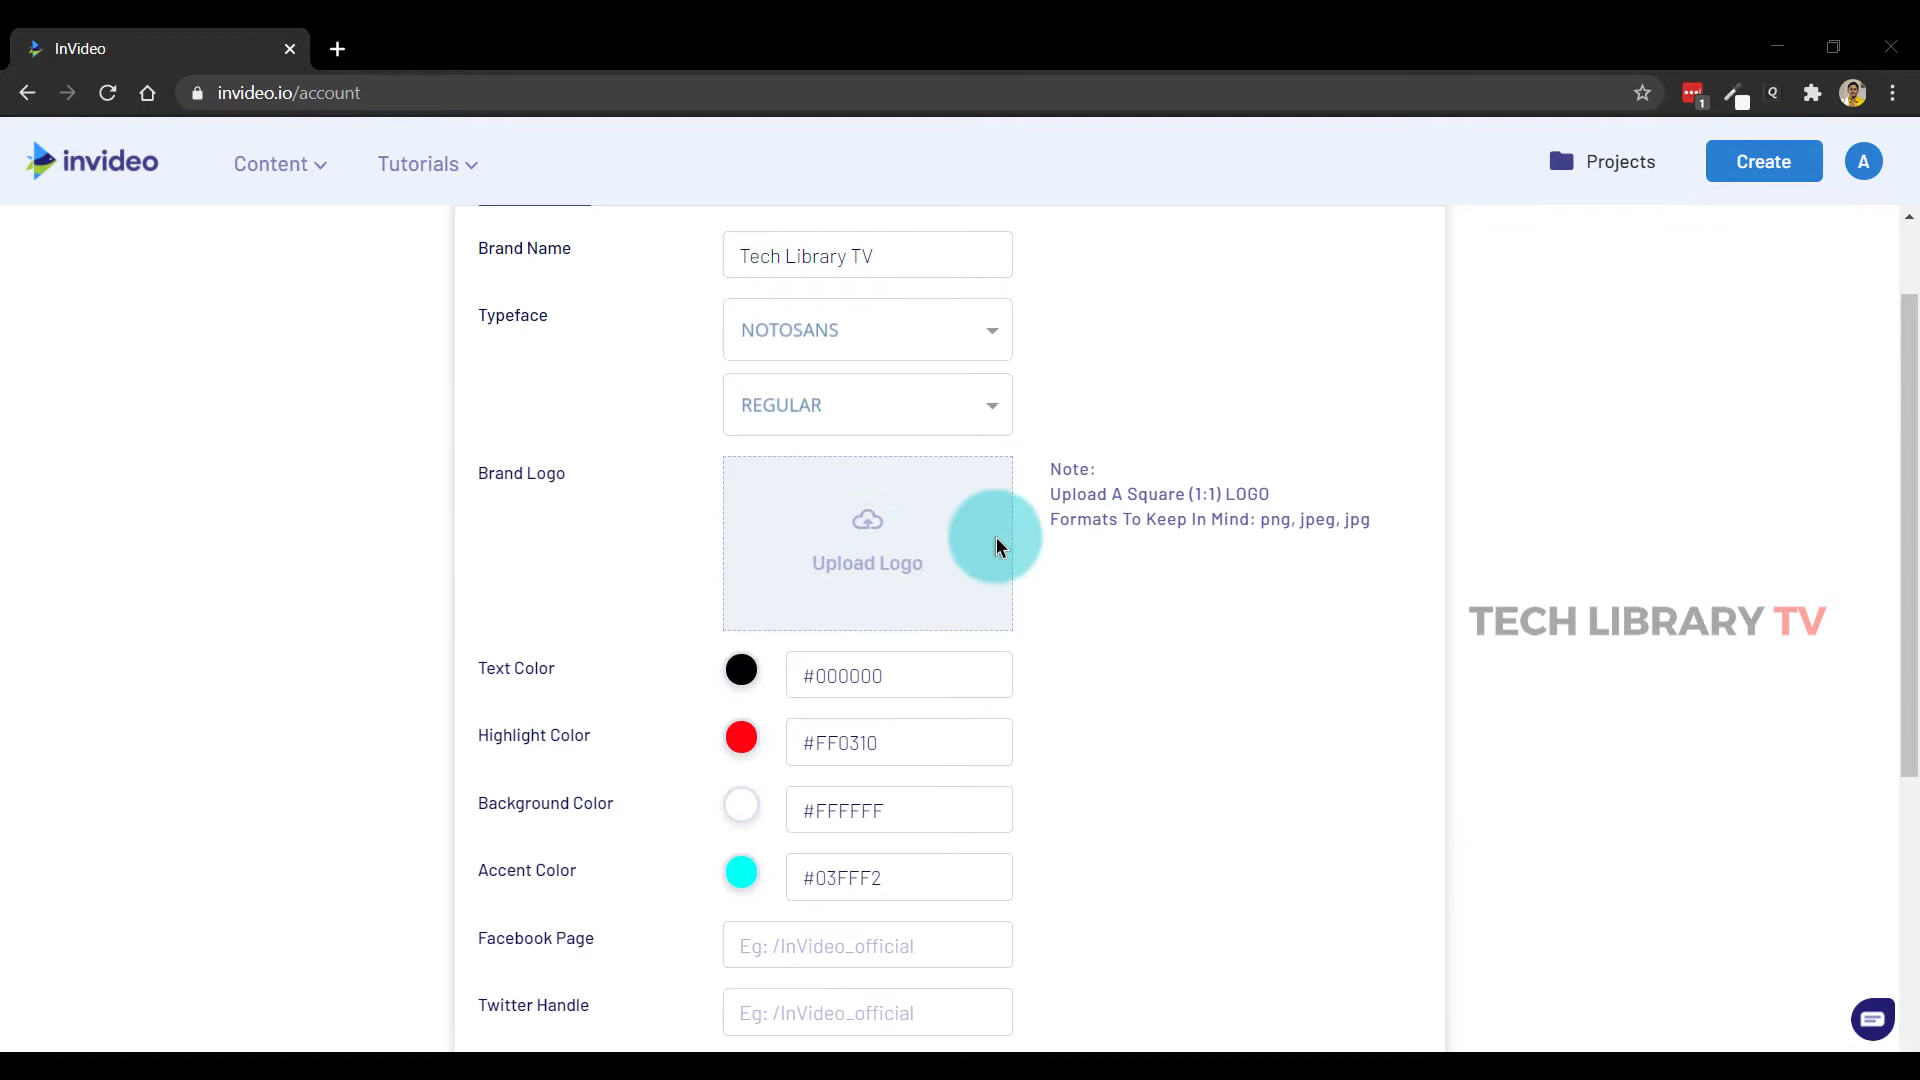 InVideo
invideo.io/account
1
Q
invideo
Content
Tutorials
Projects
Create
A
Brand Name
Tech Library TV
Typeface
NOTOSANS
REGULAR
Brand Logo
Upload Logo
Note:
Upload A Square (1:1) LOGO
Formats To Keep In Mind: png, jpeg, jpg
TECH LIBRARY TV
Text Color
#000000
Highlight Color
#FF0310
Background Color
#FFFFFF
Accent Color
#03FFF2
Facebook Page
Eg: /InVideo_official
Twitter Handle
Eg: /InVideo_official